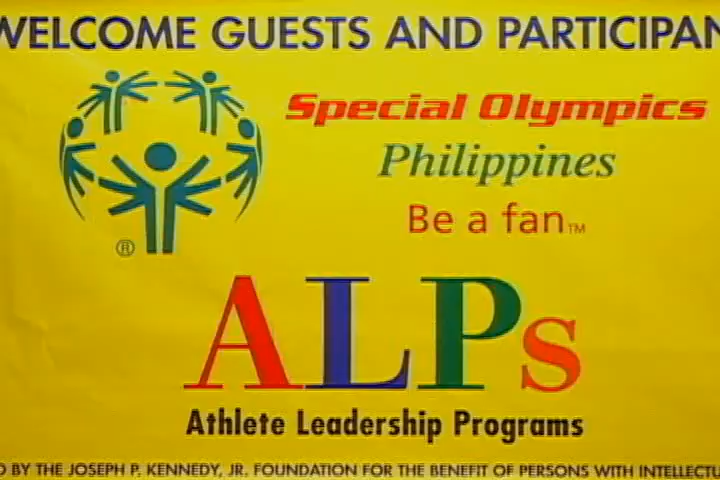 WELCOME GUESTS AND PARTICIPAN
Special Olympics
Philippines
Be a fan™
®
ALPs
Athlete Leadership Programs
D BY THE JOSEPH P. KENNEDY, JR. FOUNDATION FOR THE BENEFIT OF PERSONS WITH INTELLECTU